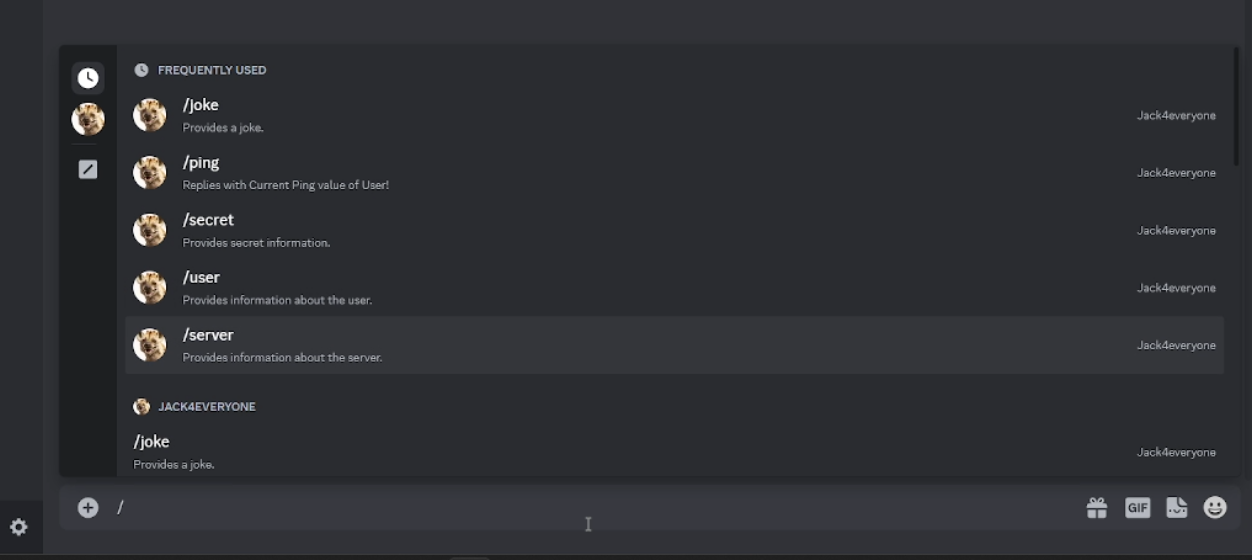 FREQUENTLY USED
/joke
Provides a joke.
Jack4everyone
/ping
Replies with Current Ping value of User!
Jack4everyone
/secret
Provides secret information.
Jack4everyone
/user
Provides information about the user.
Jack4everyone
/server
Provides information about the server.
Jack4everyone
JACK4EVERYONE
/joke
Provides a joke.
Jack4everyone
/
GIF